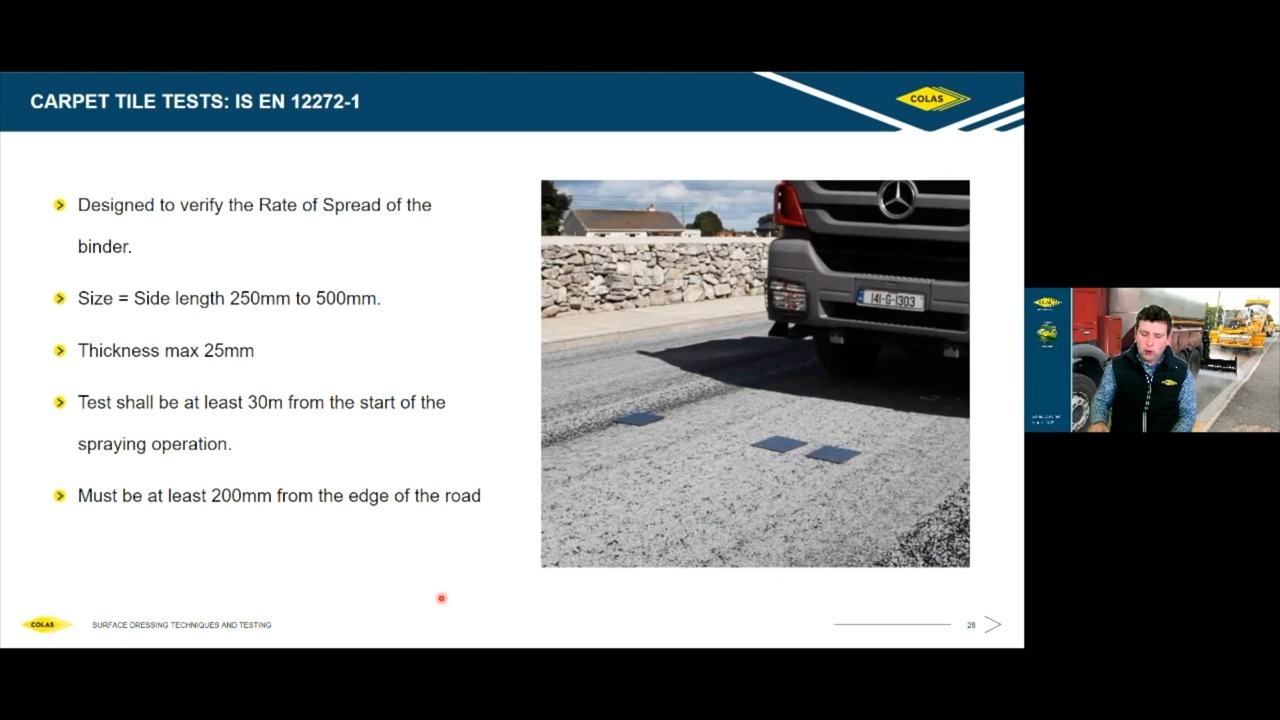 CARPET TILE TESTS: IS EN 12272-1
COLAS
Designed to verify the Rate of Spread of the
binder.
Size = Side length 250mm to 500mm.
Thickness max 25mm
Test shall be at least 30m from the start of the
spraying operation.
Must be at least 200mm from the edge of the road
141-G-1303
COLAS
SURFACE DRESSING TECHNIQUES AND TESTING
28